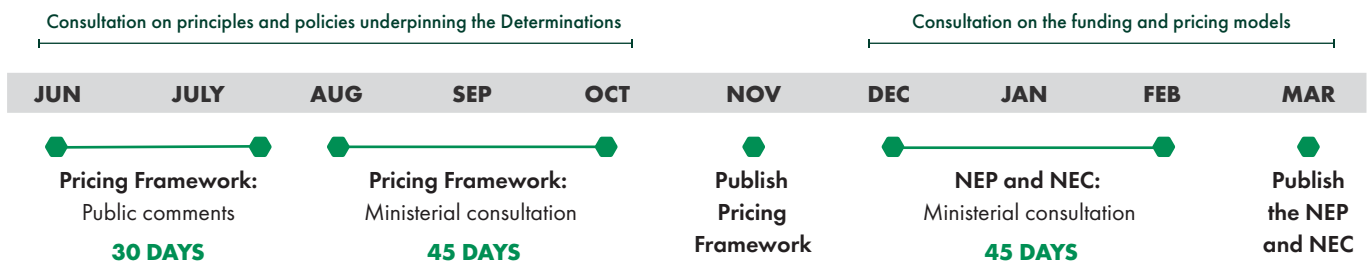 Consultation on principles and policies underpinning the Determinations
Consultation on the funding and pricing models
JUN JULY AUG SEP OCT NOV DEC JAN FEB MAR
Pricing Framework:
Public comments
30 DAYS
Pricing Framework:
Ministerial consultation
45 DAYS
Publish
Pricing
Framework
NEP and NEC:
Ministerial consultation
45 DAYS
Publish
the NEP
and NEC